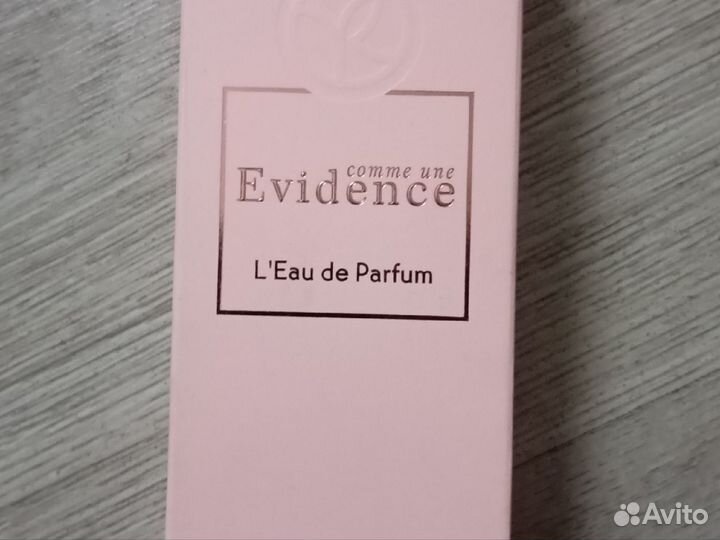 comme une
Evidence
L'Eau de Parfum
Avito